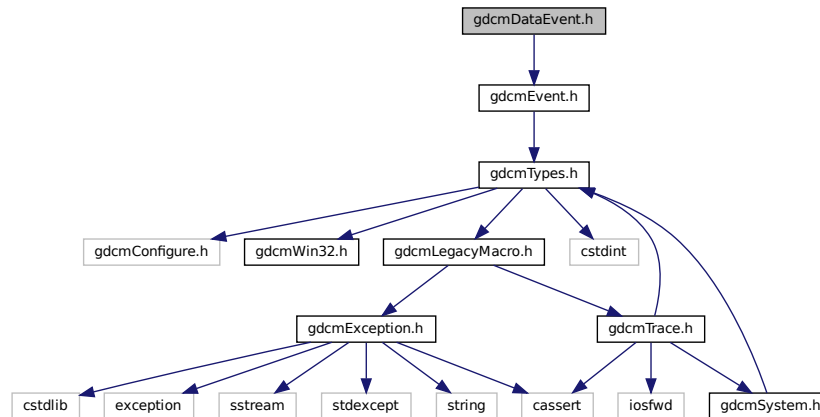 gdcmDataEvent.h
gdcmEvent.h
gdcmTypes.h
gdcmConfigure.h
gdcmWin32.h
gdcmLegacyMacro.h
cstdint
gdcmException.h
gdcmTrace.h
cstdlib
exception
sstream
stdexcept
string
cassert
iosfwd
gdcmSystem.h